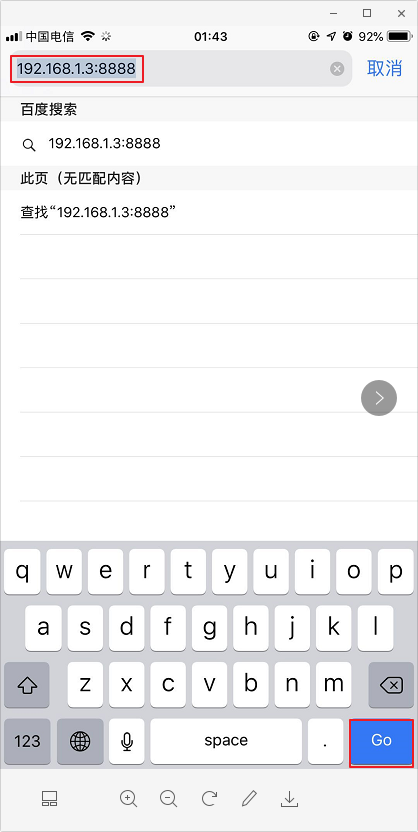 中国电信 01:43 92%
192.168.1.3:8888 取消
百度搜索
192.168.1.3:8888
此页（无匹配内容）
查找“192.168.1.3:8888”
q w e r t y u i o p
a s d f g h j k l
z x c v b n m
123 space . Go